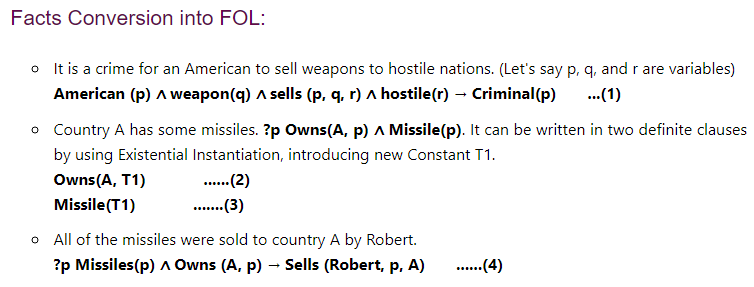 Facts Conversion into FOL:
It is a crime for an American to sell weapons to hostile nations. (Let's say p, q, and r are variables)
American (p) ∧ weapon(q) ∧ sells (p, q, r) ∧ hostile(r) → Criminal(p) ...(1)
Country A has some missiles. ?p Owns(A, p) ∧ Missile(p). It can be written in two definite clauses
by using Existential Instantiation, introducing new Constant T1.
Owns(A, T1) ......(2)
Missile(T1) .......(3)
All of the missiles were sold to country A by Robert.
?p Missiles(p) ∧ Owns (A, p) → Sells (Robert, p, A) ......(4)